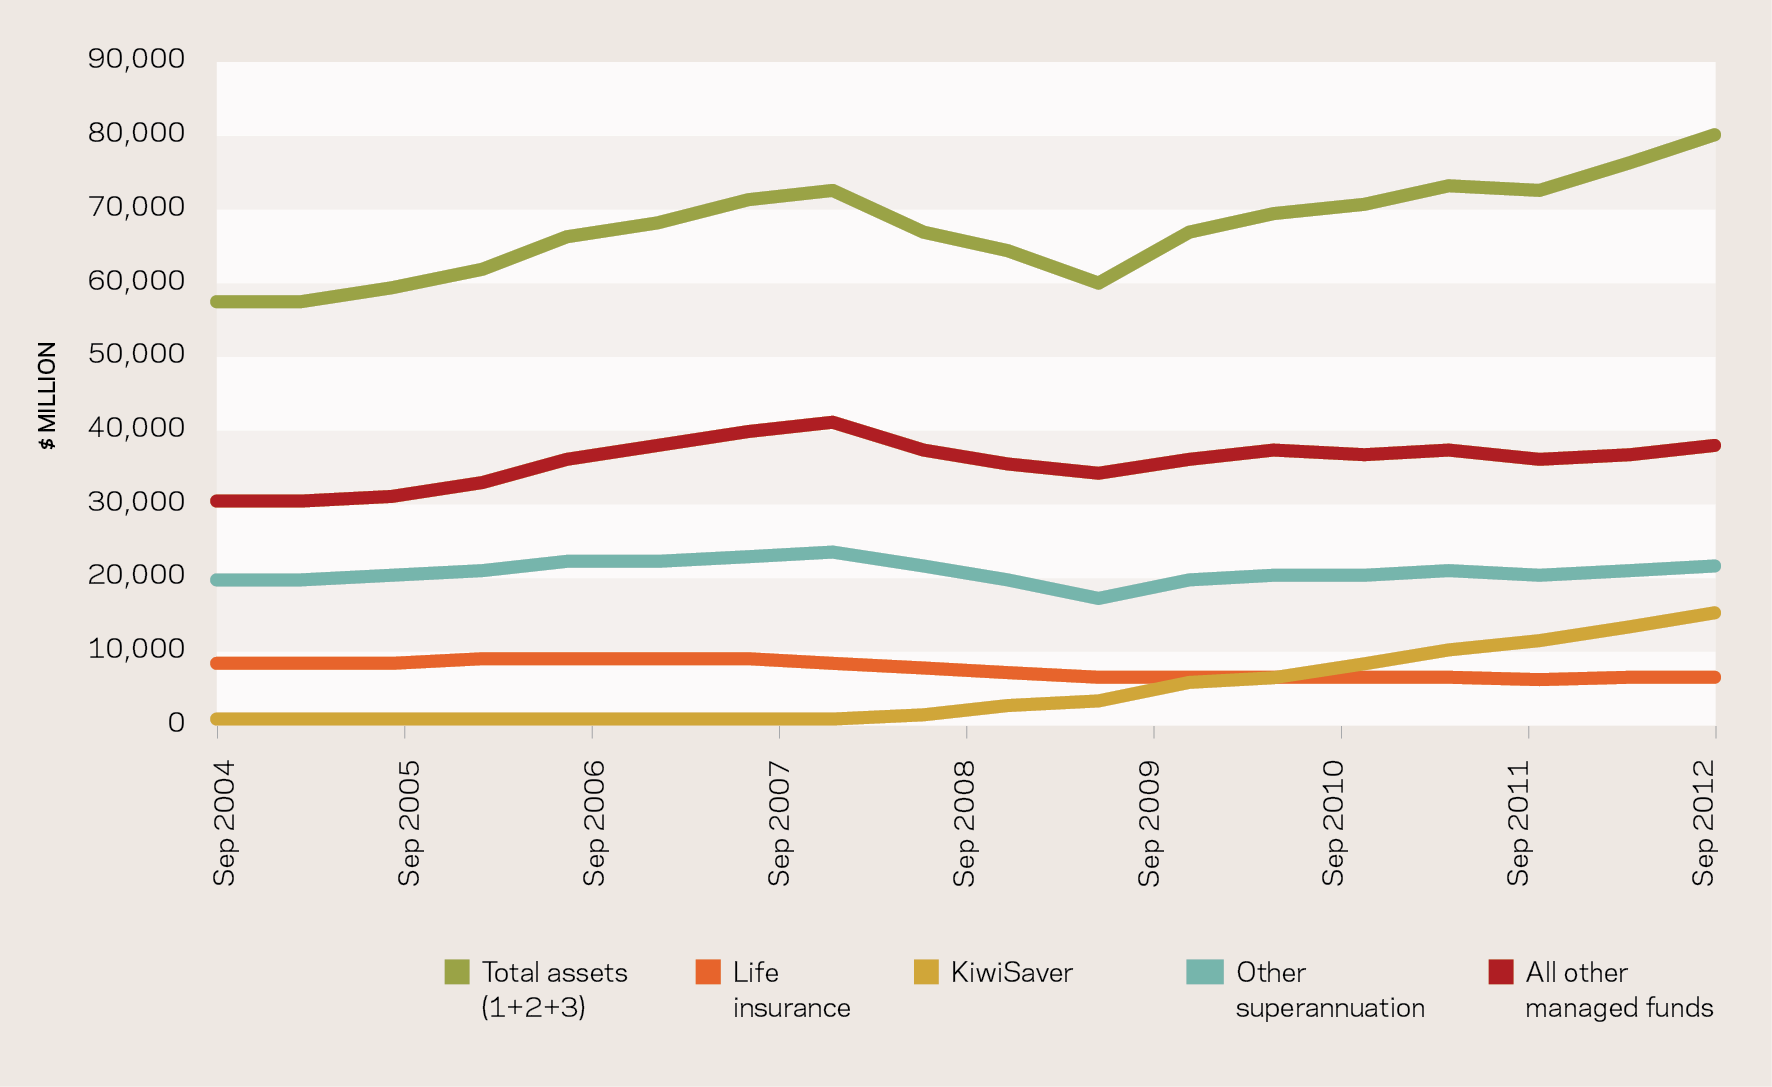 90,000
80,000
70,000
60,000
50,000
40,000
30,000
20,000
10,000
0
$ MILLION
Sep 2004
Sep 2005
Sep 2006
Sep 2007
Sep 2008
Sep 2009
Sep 2010
Sep 2011
Sep 2012
Total assets
(1+2+3)
Life
insurance
KiwiSaver
Other
superannuation
All other
managed funds